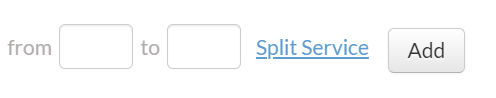 from to Split Service Add